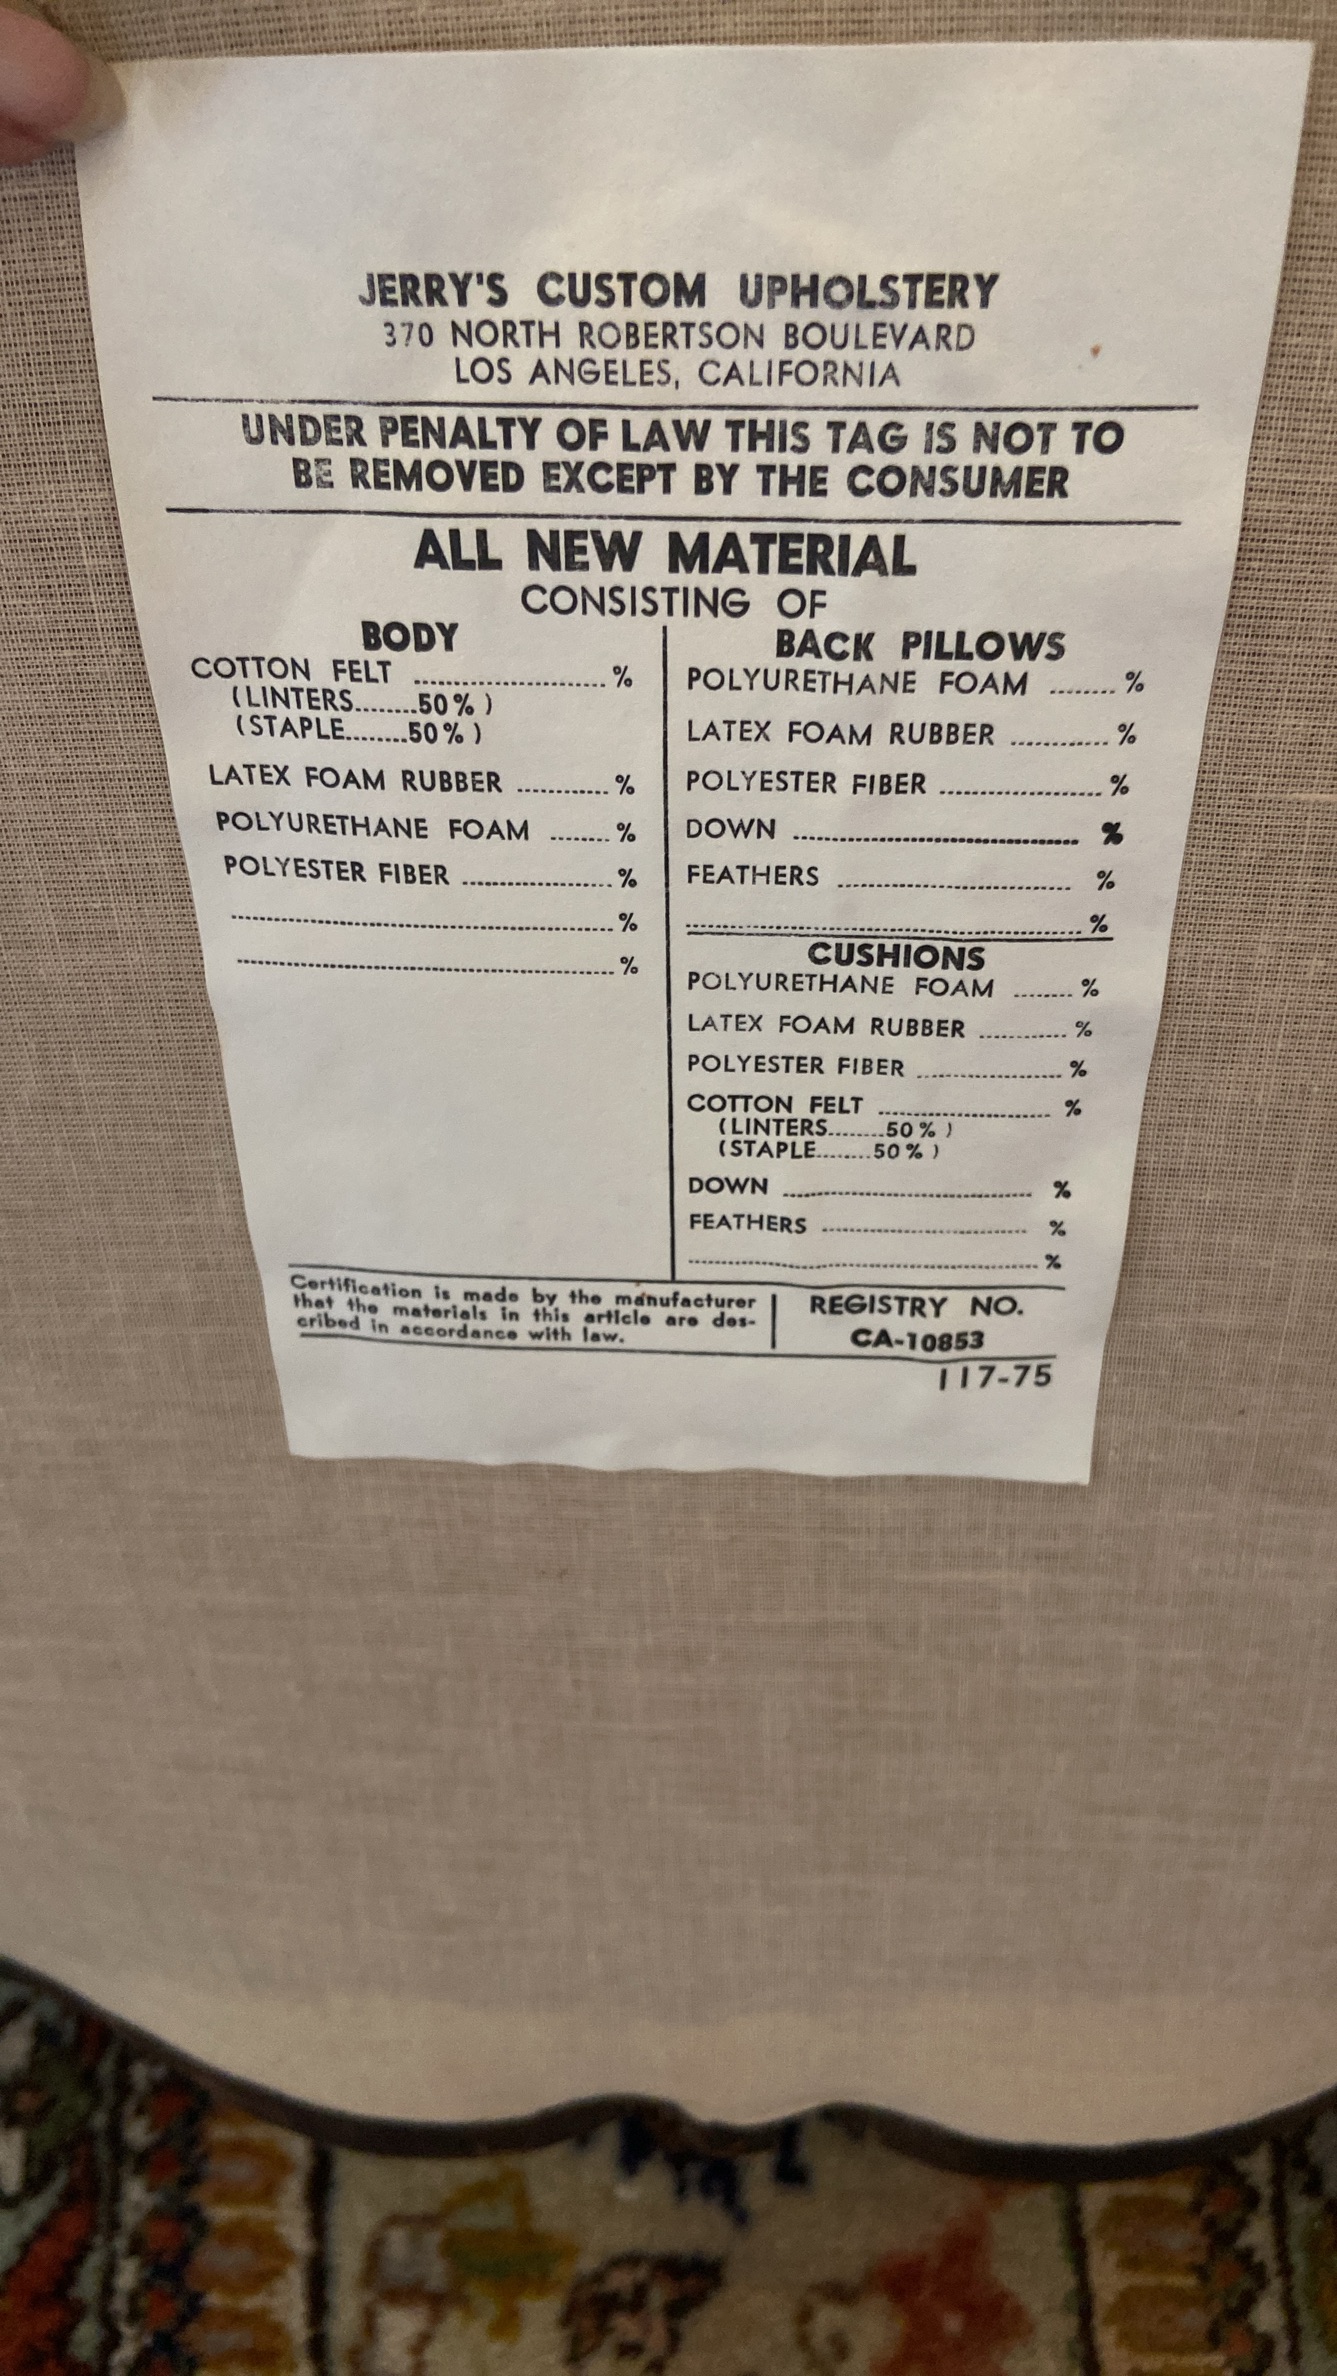 JERRY'S CUSTOM UPHOLSTERY
370 NORTH ROBERTSON BOULEVARD
LOS ANGELES, CALIFORNIA
UNDER PENALTY OF LAW THIS TAG IS NOT TO
BE REMOVED EXCEPT BY THE CONSUMER
ALL NEW MATERIAL
CONSISTING OF
BODY
COTTON FELT ........................ %
(LINTERS........50%)
(STAPLE........50%)
LATEX FOAM RUBBER ............%
POLYURETHANE FOAM ........%
POLYESTER FIBER ....................%
....................................................%
....................................................%
BACK PILLOWS
POLYURETHANE FOAM ........%
LATEX FOAM RUBBER ............%
POLYESTER FIBER ....................%
DOWN ........................................ %
FEATHERS ................................ %
....................................................%
CUSHIONS
POLYURETHANE FOAM ........%
LATEX FOAM RUBBER ............%
POLYESTER FIBER ....................%
COTTON FELT ........................ %
(LINTERS........50%)
(STAPLE........50%)
DOWN ........................................ %
FEATHERS ................................ %
....................................................%
Certification is made by the manufacturer
that the materials in this article are des-
cribed in accordance with law.
REGISTRY NO.
CA-10853
117-75